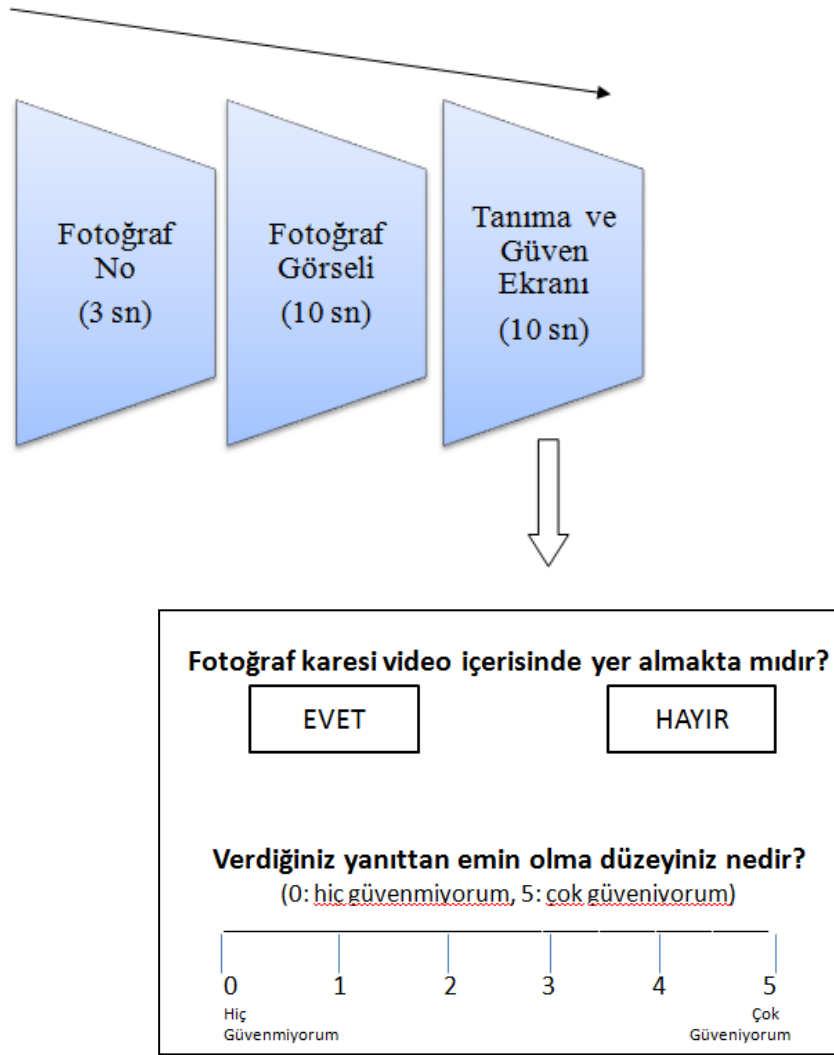 Fotoğraf
No
(3 sn)
Fotoğraf
Görseli
(10 sn)
Tanıma ve
Güven
Ekranı
(10 sn)
Fotoğraf karesi video içerisinde yer almakta mıdır?
EVET HAYIR
Verdiğiniz yanıttan emin olma düzeyiniz nedir?
(0: hiç güvenmiyorum, 5: çok güveniyorum)
0 1 2 3 4 5
Hiç Çok
Güvenmiyorum Güveniyorum